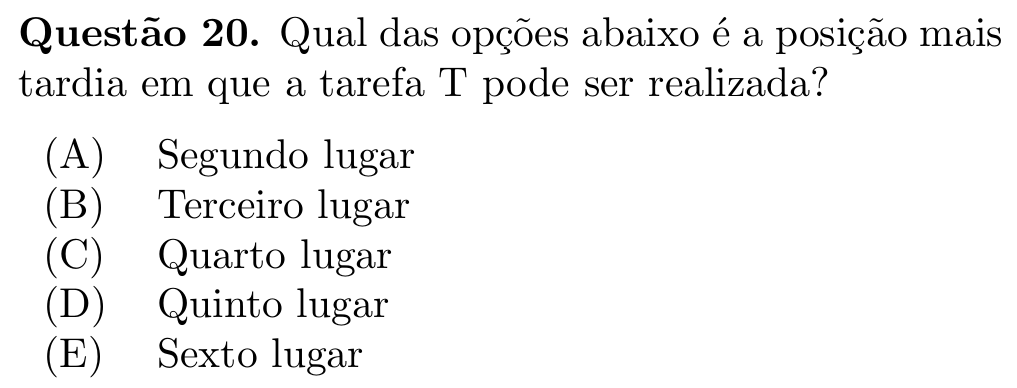 Questão 20. Qual das opções abaixo é a posição mais
tardia em que a tarefa T pode ser realizada?
(A) Segundo lugar
(B) Terceiro lugar
(C) Quarto lugar
(D) Quinto lugar
(E) Sexto lugar